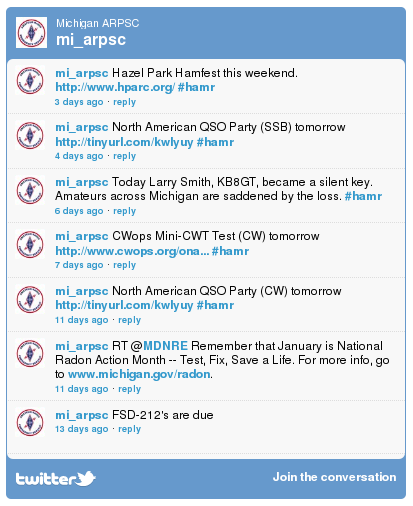 Michigan ARPSC
mi_arpsc
mi_arpsc Hazel Park Hamfest this weekend.
http://www.hparc.org/ #hamr
3 days ago · reply
mi_arpsc North American QSO Party (SSB) tomorrow
http://tinyurl.com/kwlyuy #hamr
4 days ago · reply
mi_arpsc Today Larry Smith, KB8GT, became a silent key.
Amateurs across Michigan are saddened by the loss. #hamr
6 days ago · reply
mi_arpsc CWops Mini-CWT Test (CW) tomorrow
http://www.cwops.org/ona... #hamr
7 days ago · reply
mi_arpsc North American QSO Party (CW) tomorrow
http://tinyurl.com/kwlyuy #hamr
11 days ago · reply
mi_arpsc RT @MDNRE Remember that January is National
Radon Action Month -- Test, Fix, Save a Life. For more info, go
to www.michigan.gov/radon.
11 days ago · reply
mi_arpsc FSD-212's are due
13 days ago · reply
twitter
Join the conversation